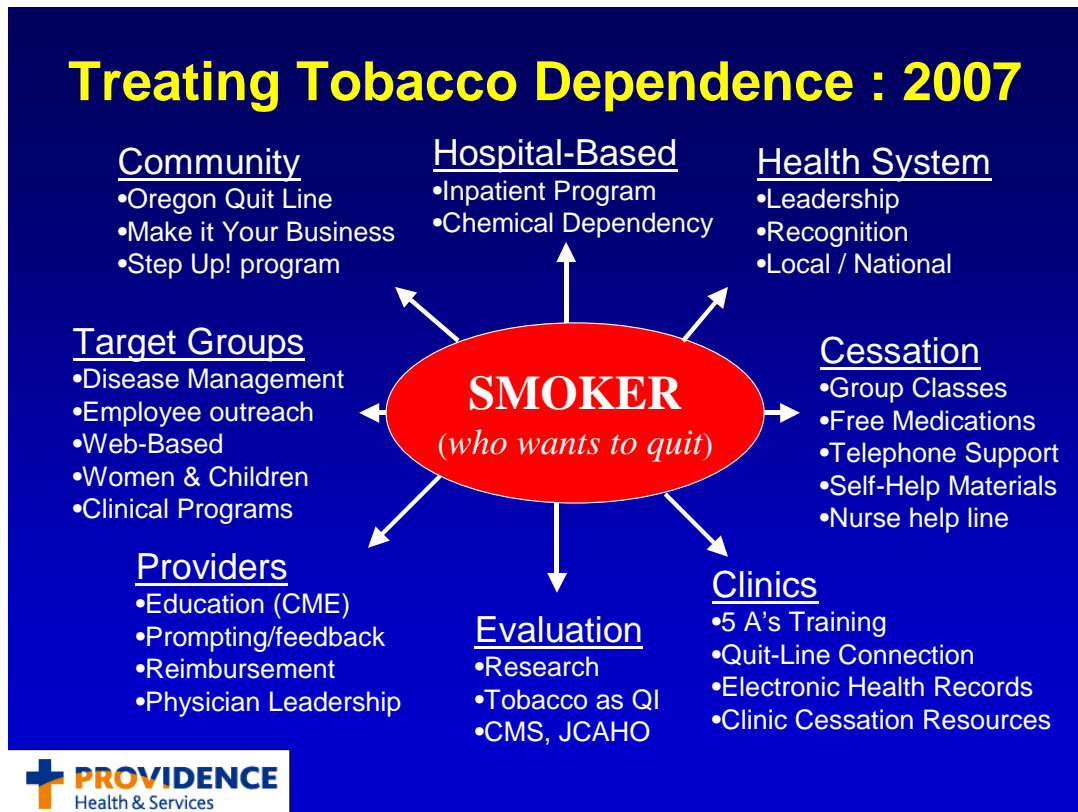 Treating Tobacco Dependence : 2007
Community
•Oregon Quit Line
•Make it Your Business
•Step Up! program
Hospital-Based
•Inpatient Program
•Chemical Dependency
Health System
•Leadership
•Recognition
•Local / National
Target Groups
•Disease Management
•Employee outreach
•Web-Based
•Women & Children
•Clinical Programs
SMOKER
(who wants to quit)
Cessation
•Group Classes
•Free Medications
•Telephone Support
•Self-Help Materials
•Nurse help line
Providers
•Education (CME)
•Prompting/feedback
•Reimbursement
•Physician Leadership
Evaluation
•Research
•Tobacco as QI
•CMS, JCAHO
Clinics
•5 A's Training
•Quit-Line Connection
•Electronic Health Records
•Clinic Cessation Resources
PROVIDENCE
Health & Services